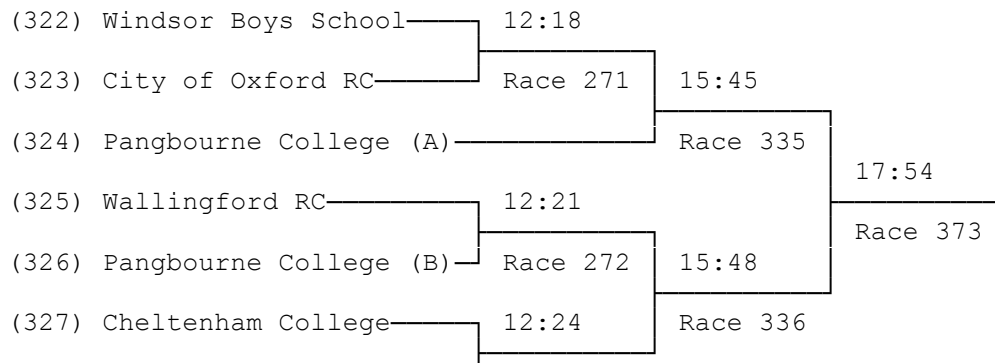 (322) Windsor Boys School 12:18
(323) City of Oxford RC Race 271 15:45
(324) Pangbourne College (A) Race 335
17:54
(325) Wallingford RC 12:21
Race 373
(326) Pangbourne College (B) Race 272 15:48
(327) Cheltenham College 12:24 Race 336